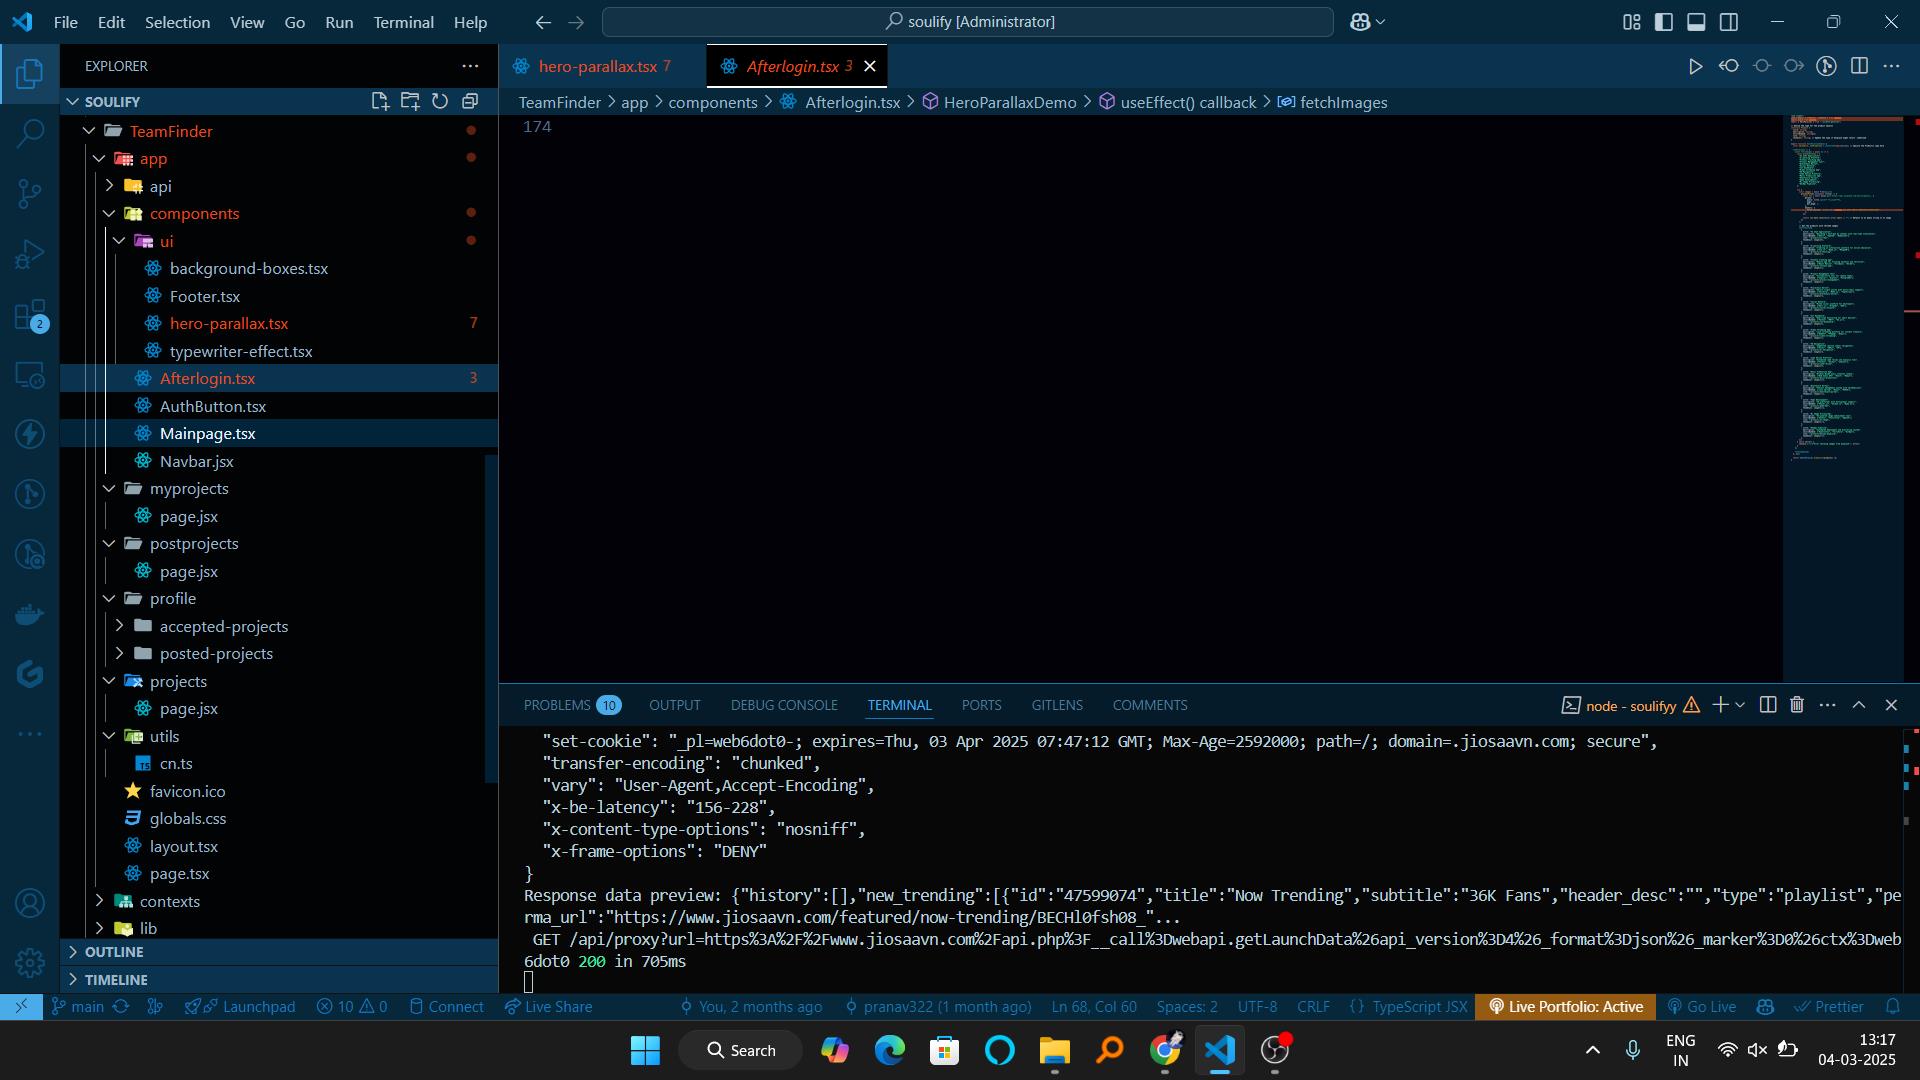 File Edit Selection View Go Run Terminal Help
soulify [Administrator]
EXPLORER
SOULIFY
TeamFinder
app
api
components
ui
background-boxes.tsx
Footer.tsx
hero-parallax.tsx 7
typewriter-effect.tsx
Afterlogin.tsx 3
AuthButton.tsx
Mainpage.tsx
Navbar.jsx
myprojects
page.jsx
postprojects
page.jsx
profile
accepted-projects
posted-projects
projects
page.jsx
utils
cn.ts
favicon.ico
globals.css
layout.tsx
page.tsx
contexts
lib
OUTLINE
TIMELINE
2
hero-parallax.tsx 7
Afterlogin.tsx 3
TeamFinder > app > components > Afterlogin.tsx > HeroParallaxDemo > useEffect() callback > fetchImages
174
PROBLEMS 10 OUTPUT DEBUG CONSOLE TERMINAL PORTS GITLENS COMMENTS
node - soulifyy
"set-cookie": "_pl=web6dot0-; expires=Thu, 03 Apr 2025 07:47:12 GMT; Max-Age=2592000; path=/; domain=.jiosaavn.com; secure",
"transfer-encoding": "chunked",
"vary": "User-Agent,Accept-Encoding",
"x-be-latency": "156-228",
"x-content-type-options": "nosniff",
"x-frame-options": "DENY"
}
Response data preview: {"history":[],"new_trending":[{"id":"47599074","title":"Now Trending","subtitle":"36K Fans","header_desc":"","type":"playlist","pe
rma_url":"https://www.jiosaavn.com/featured/now-trending/BECHl0fsh08_"...
GET /api/proxy?url=https%3A%2F%2Fwww.jiosaavn.com%2Fapi.php%3F__call%3Dwebapi.getLaunchData%26api_version%3D4%26_format%3Djson%26_marker%3D0%26ctx%3Dweb
6dot0 200 in 705ms
main Launchpad 10 0 Connect Live Share You, 2 months ago pranav322 (1 month ago) Ln 68, Col 60 Spaces: 2 UTF-8 CRLF {} TypeScript JSX Live Portfolio: Active Go Live Prettier
Search
ENG
IN
13:17
04-03-2025